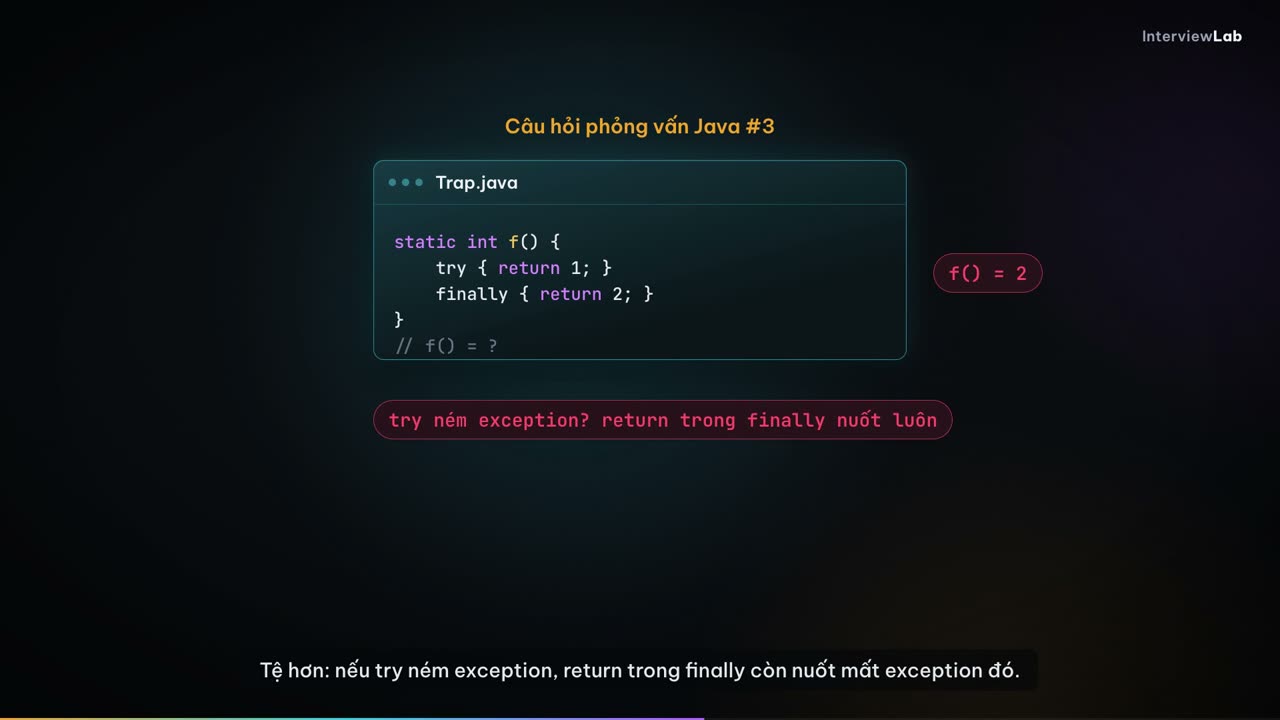 InterviewLab
Câu hỏi phỏng vấn Java #3
Trap.java
static int f() {
    try { return 1; }
    finally { return 2; }
}
// f() = ?
f() = 2
try ném exception? return trong finally nuốt luôn
Tệ hơn: nếu try ném exception, return trong finally còn nuốt mất exception đó.